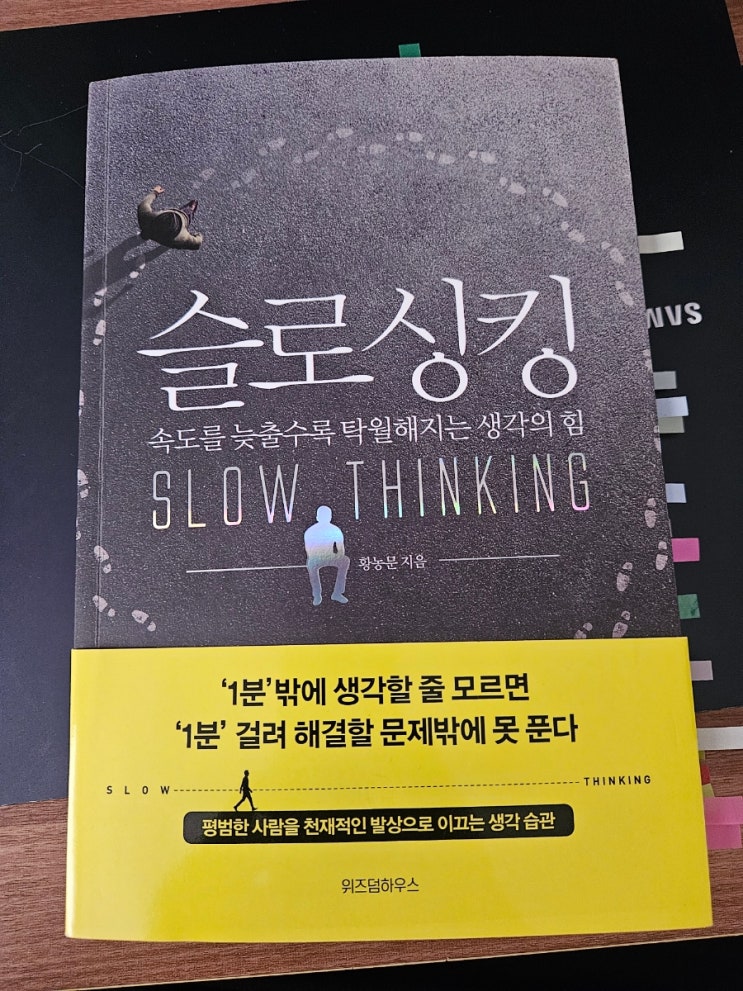 슬로싱킹
속도를 늦출수록 탁월해지는 생각의 힘
SLOW THINKING
황농문 지음
'1분'밖에 생각할 줄 모르면
'1분' 걸려 해결할 문제밖에 못 푼다
SLOW THINKING
평범한 사람을 천재적인 발상으로 이끄는 생각 습관
위즈덤하우스